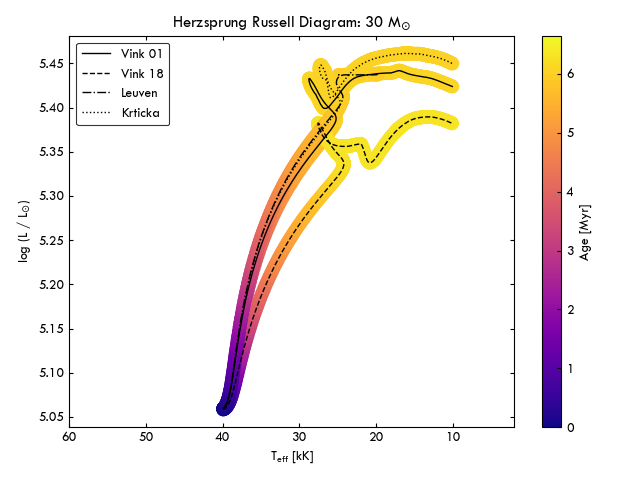 Herzsprung Russell Diagram: 30 M⊙
Vink 01
Vink 18
Leuven
Krticka
log (L / L⊙)
5.45
5.40
5.35
5.30
5.25
5.20
5.15
5.10
5.05
60 50 40 30 20 10
T_eff [kK]
6
5
4
3
2
1
0
Age [Myr]